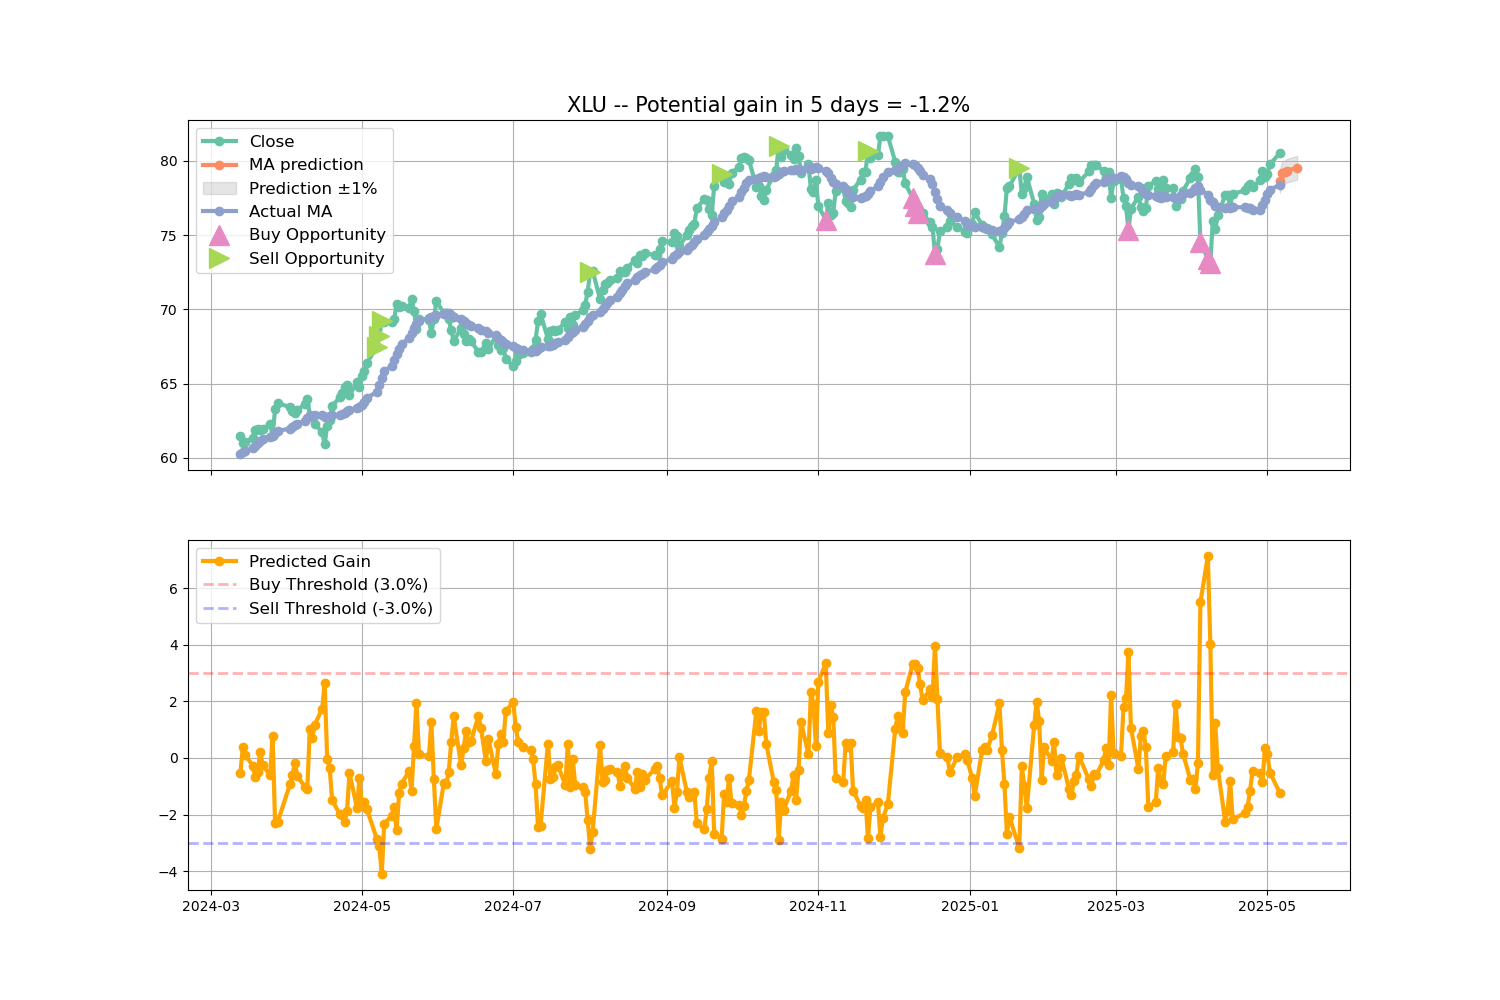 XLU -- Potential gain in 5 days = -1.2%
Close
MA prediction
Prediction ±1%
Actual MA
Buy Opportunity
Sell Opportunity
80
75
70
65
60
Predicted Gain
Buy Threshold (3.0%)
Sell Threshold (-3.0%)
6
4
2
0
−2
−4
2024-03
2024-05
2024-07
2024-09
2024-11
2025-01
2025-03
2025-05